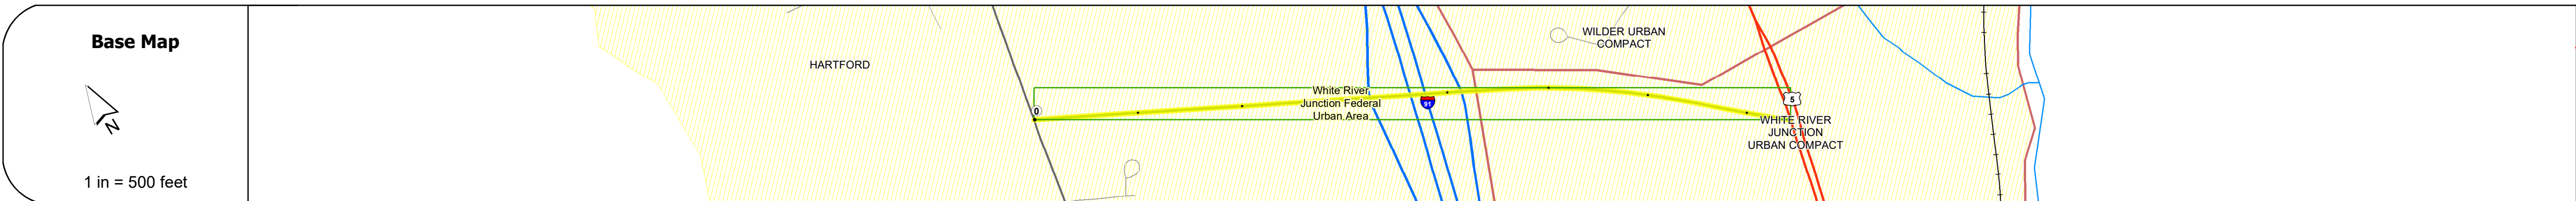 Base Map
N
1 in = 500 feet
HARTFORD
0
White River
Junction Federal
Urban Area
91
WILDER URBAN
COMPACT
5
WHITE RIVER
JUNCTION
URBAN COMPACT